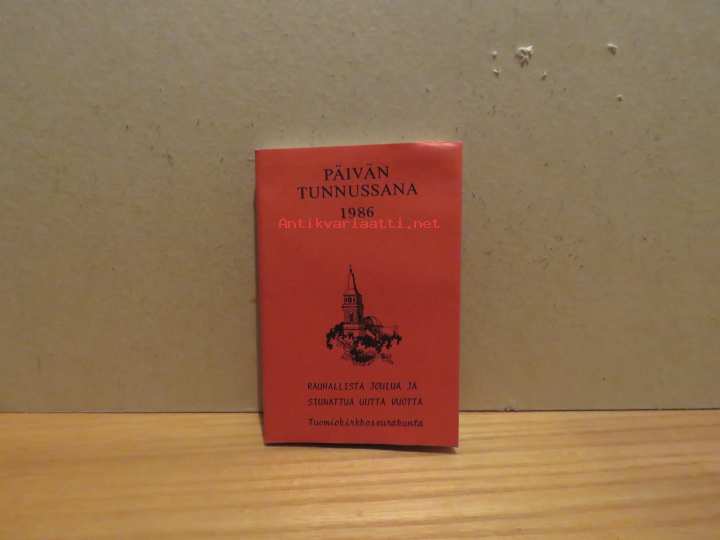 PÄIVÄN
TUNNUSSANA
1986
Antikvariaatti.net
RAUHALLISTA JOULUA JA
SIUNATTUA UUTTA VUOTTA
Tuomiokirkkoseurakunta